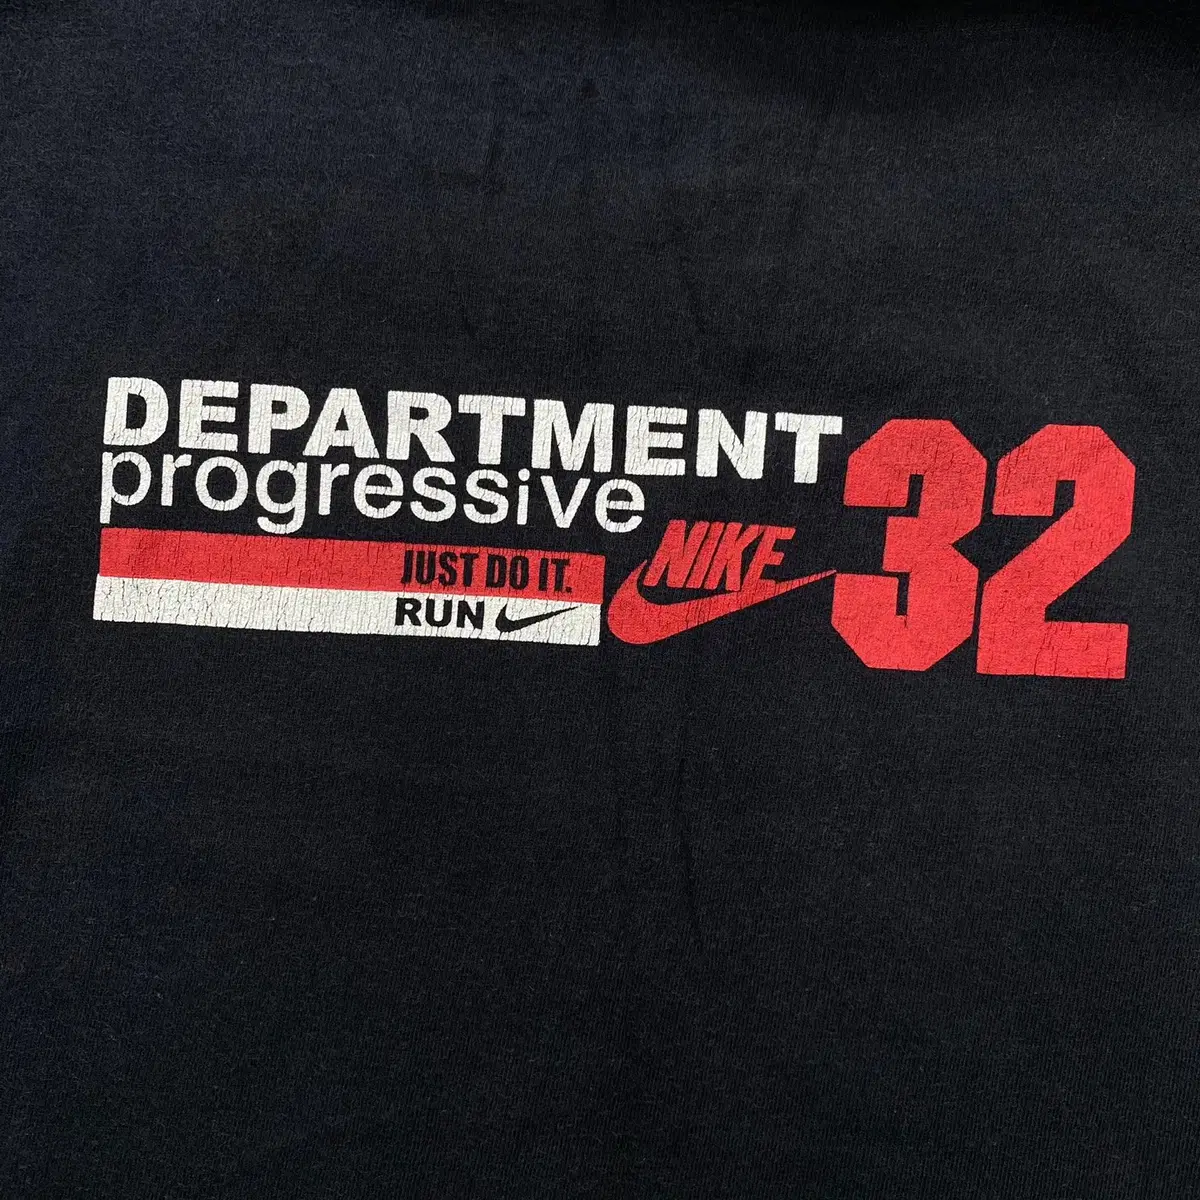 DEPARTMENT
progressive
JUST DO IT.
RUN
NIKE
32